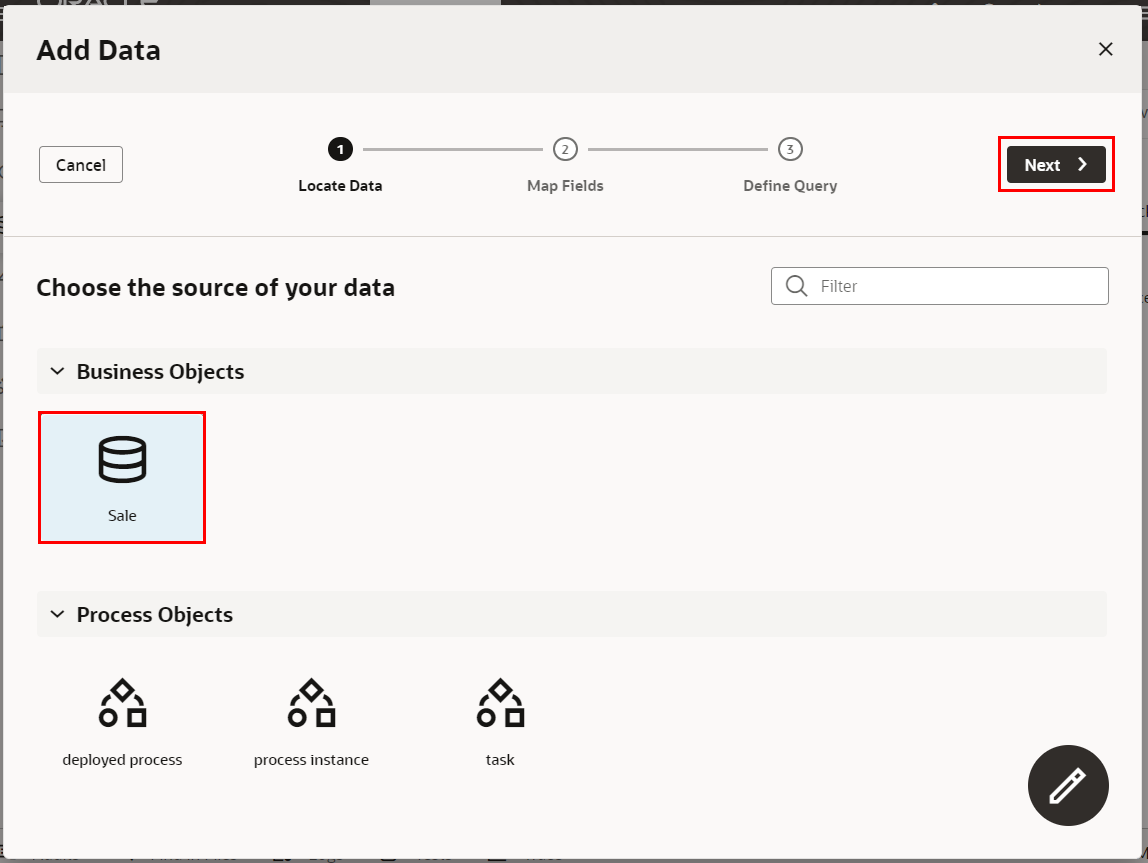 Add Data
Cancel
1
2
3
Next
Locate Data
Map Fields
Define Query
Choose the source of your data
Filter
Business Objects
Sale
Process Objects
deployed process
process instance
task